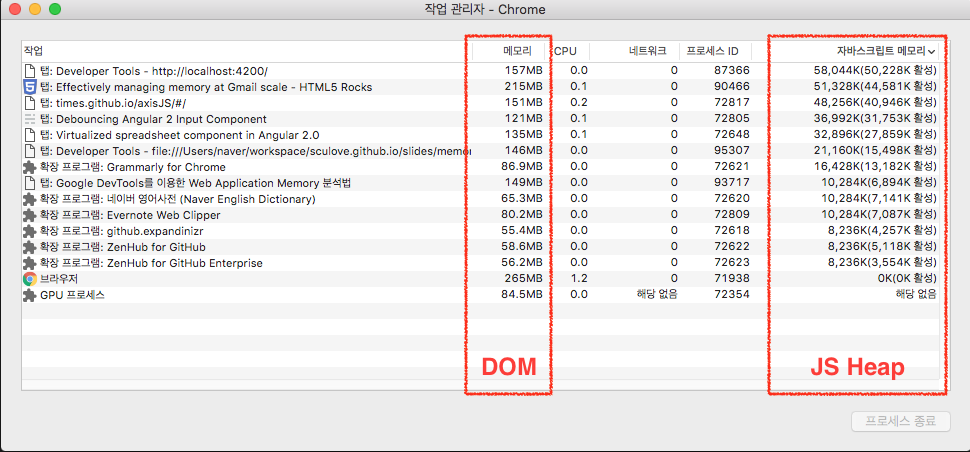 작업 관리자 - Chrome
작업 메모리 CPU 네트워크 프로세스 ID 자바스크립트 메모리
탭: Developer Tools - http://localhost:4200/ 157MB 0.0 0 87366 58,044K(50,228K 활성)
탭: Effectively managing memory at Gmail scale - HTML5 Rocks 215MB 0.1 0 90466 51,328K(44,581K 활성)
탭: times.github.io/axisJS/#/ 151MB 0.2 0 72817 48,256K(40,946K 활성)
탭: Debouncing Angular 2 Input Component 121MB 0.1 0 72805 36,992K(31,753K 활성)
탭: Virtualized spreadsheet component in Angular 2.0 135MB 0.1 0 72648 32,896K(27,859K 활성)
탭: Developer Tools - file:///Users/naver/workspace/sculove.github.io/slides/memo 146MB 0.0 0 95307 21,160K(15,498K 활성)
확장 프로그램: Grammarly for Chrome 86.9MB 0.0 0 72621 16,428K(13,182K 활성)
탭: Google DevTools를 이용한 Web Application Memory 분석법 149MB 0.0 0 93717 10,284K(6,894K 활성)
확장 프로그램: 네이버 영어사전 (Naver English Dictionary) 65.3MB 0.0 0 72620 10,284K(7,141K 활성)
확장 프로그램: Evernote Web Clipper 80.2MB 0.0 0 72809 10,284K(7,087K 활성)
확장 프로그램: github.expandinizr 55.4MB 0.0 0 72618 8,236K(4,257K 활성)
확장 프로그램: ZenHub for GitHub 58.6MB 0.0 0 72622 8,236K(5,118K 활성)
확장 프로그램: ZenHub for GitHub Enterprise 56.2MB 0.0 0 72623 8,236K(3,554K 활성)
브라우저 265MB 1.2 0 71938 0K(0K 활성)
GPU 프로세스 84.5MB 0.0 해당 없음 72354 해당 없음
DOM JS Heap
프로세스 종료